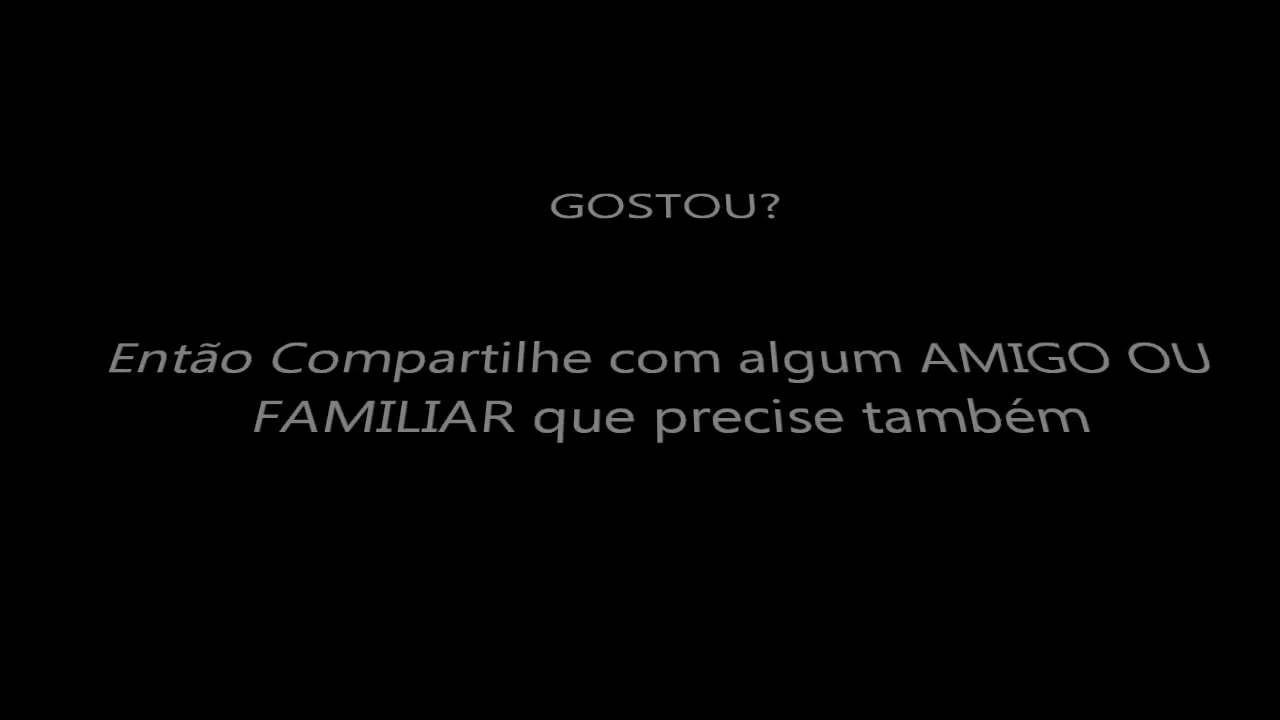 GOSTOU?
Então Compartilhe com algum AMIGO OU
FAMILIAR que precise também